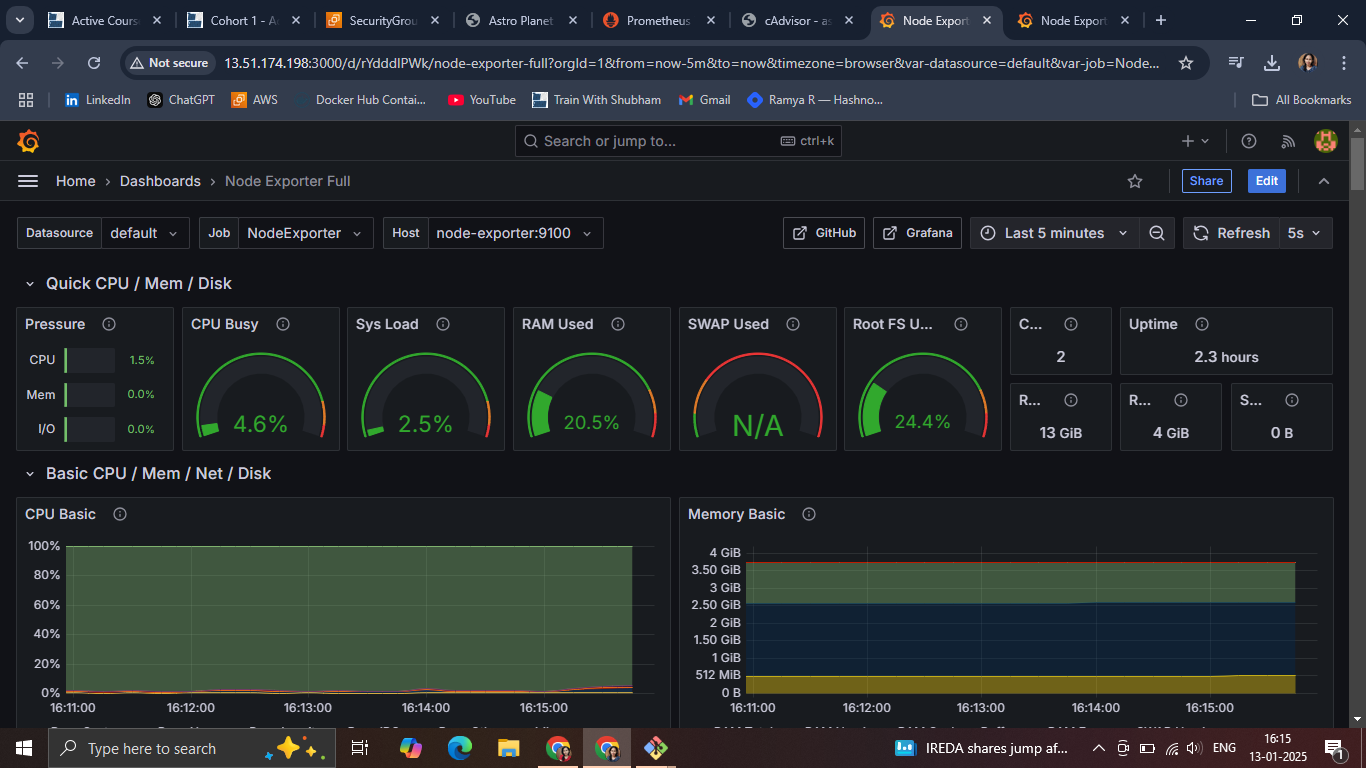 Active Cours
Cohort 1 - A
SecurityGrou
Astro Planet
Prometheus
cAdvisor - as
Node Export
Node Export
Not secure
13.51.174.198:3000/d/rYdddlPWk/node-exporter-full?orgId=1&from=now-5m&to=now&timezone=browser&var-datasource=default&var-job=Node...
LinkedIn
ChatGPT
AWS
Docker Hub Contai...
YouTube
Train With Shubham
Gmail
Ramya R — Hashno...
All Bookmarks
Search or jump to...
ctrl+k
Home › Dashboards › Node Exporter Full
Share
Edit
Datasource default
Job NodeExporter
Host node-exporter:9100
GitHub
Grafana
Last 5 minutes
Refresh
5s
Quick CPU / Mem / Disk
Pressure
CPU 1.5%
Mem 0.0%
I/O 0.0%
CPU Busy
4.6%
Sys Load
2.5%
RAM Used
20.5%
SWAP Used
N/A
Root FS U...
24.4%
C...
2
Uptime
2.3 hours
R...
13 GiB
R...
4 GiB
S...
0 B
Basic CPU / Mem / Net / Disk
CPU Basic
100%
80%
60%
40%
20%
0%
16:11:00 16:12:00 16:13:00 16:14:00 16:15:00
Memory Basic
4 GiB
3.50 GiB
3 GiB
2.50 GiB
2 GiB
1.50 GiB
1 GiB
512 MiB
0 B
16:11:00 16:12:00 16:13:00 16:14:00 16:15:00
Type here to search
IREDA shares jump af...
ENG
16:15
13-01-2025
1